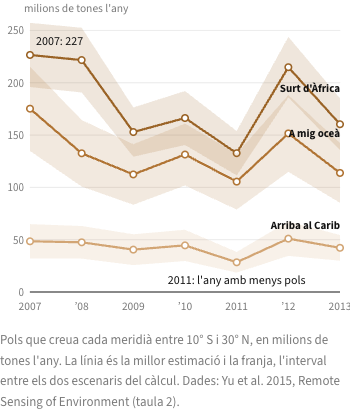 milions de tones l'any
250
2007: 227
200
Surt d'Àfrica
150
A mig oceà
100
Arriba al Carib
50
2011: l'any amb menys pols
0
2007 '08 2009 '10 2011 '12 2013
Pols que creua cada meridià entre 10° S i 30° N, en milions de
tones l'any. La línia és la millor estimació i la franja, l'interval
entre els dos escenaris del càlcul. Dades: Yu et al. 2015, Remote
Sensing of Environment (taula 2).